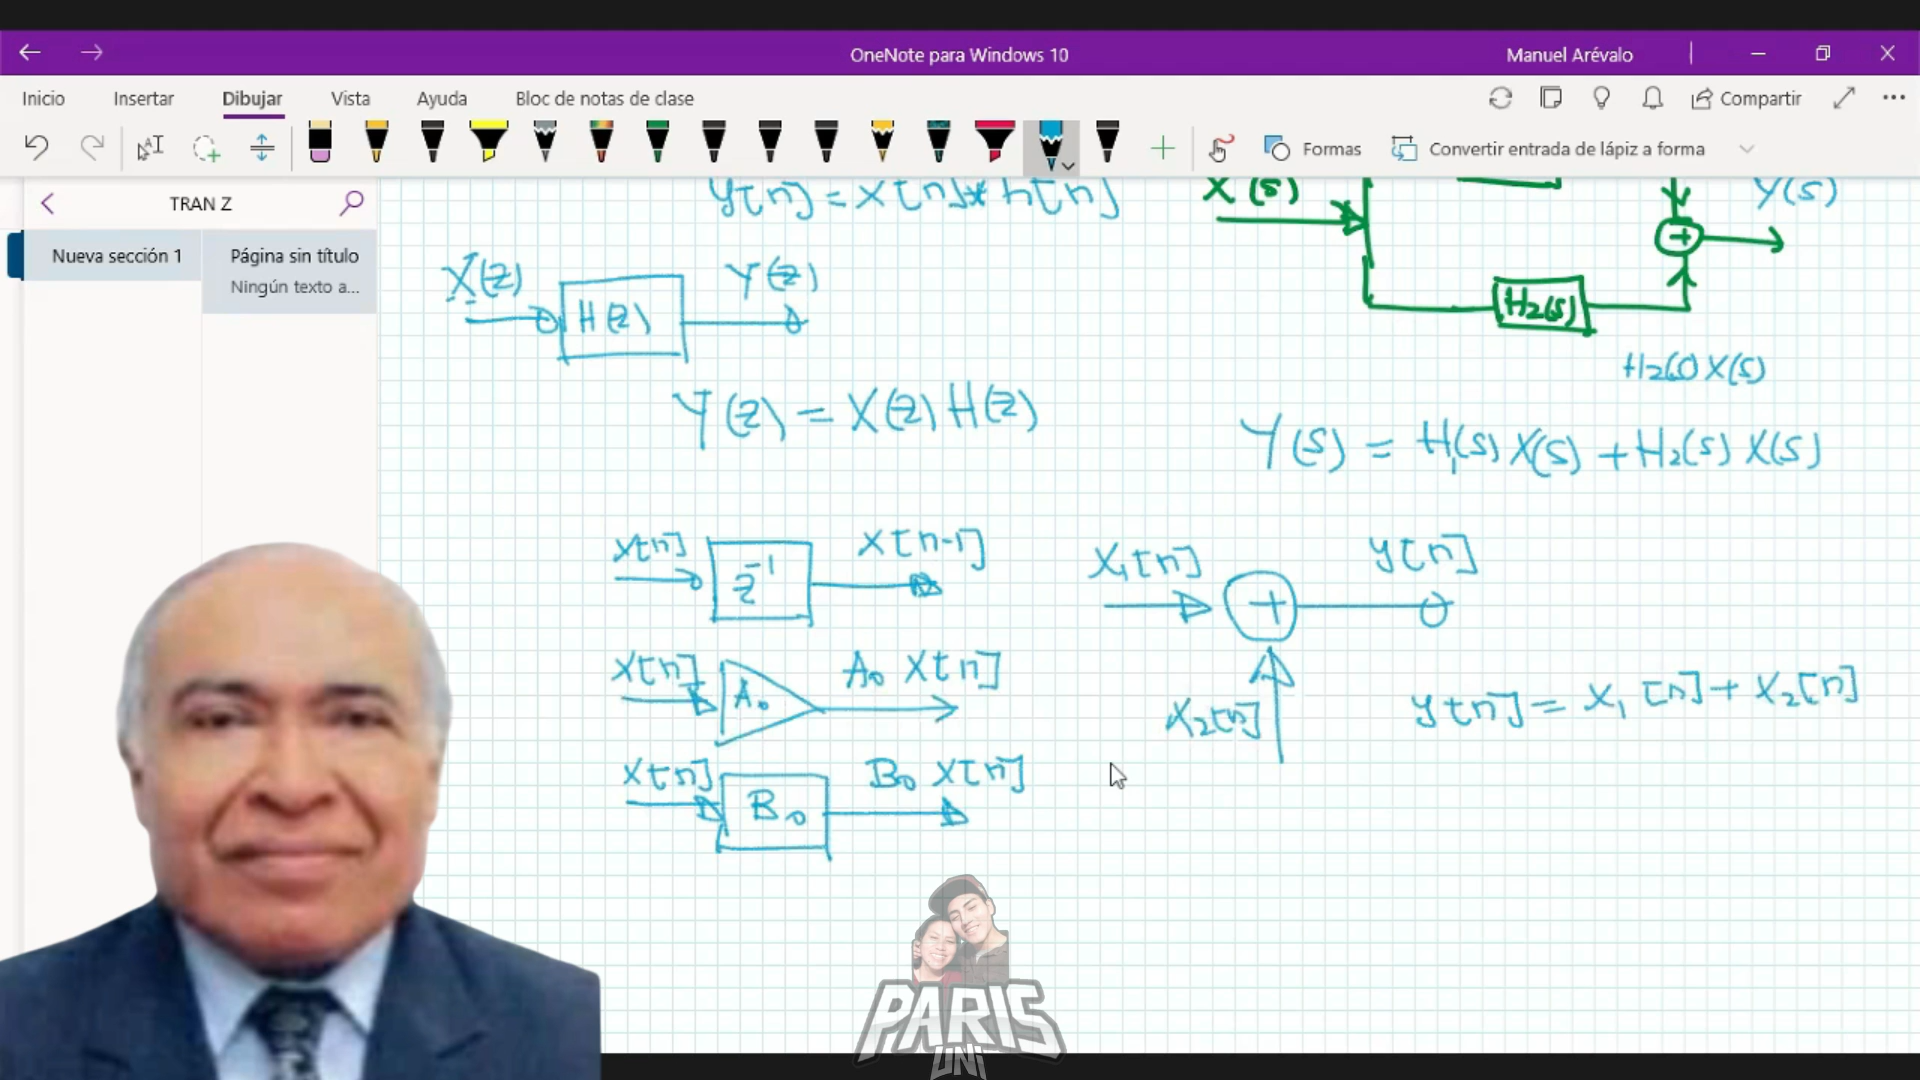 OneNote para Windows 10
Manuel Arévalo
Inicio
Insertar
Dibujar
Vista
Ayuda
Bloc de notas de clase
Compartir
Formas
Convertir entrada de lápiz a forma
TRAN Z
Nueva sección 1
Página sin título
Ningún texto a...
y[n] = x[n] * h[n]
X(s)
Y(s)
X(z)
H(z)
Y(z)
+
H2(s)
H2(s) X(s)
Y(z) = X(z) H(z)
Y(s) = H1(s) X(s) + H2(s) X(s)
x[n]
z^-1
x[n-1]
x1[n]
+
y[n]
x[n]
A0
A0 x[n]
x2[n]
y[n] = x1[n] + x2[n]
x[n]
B0
B0 x[n]
PARIS
UNI